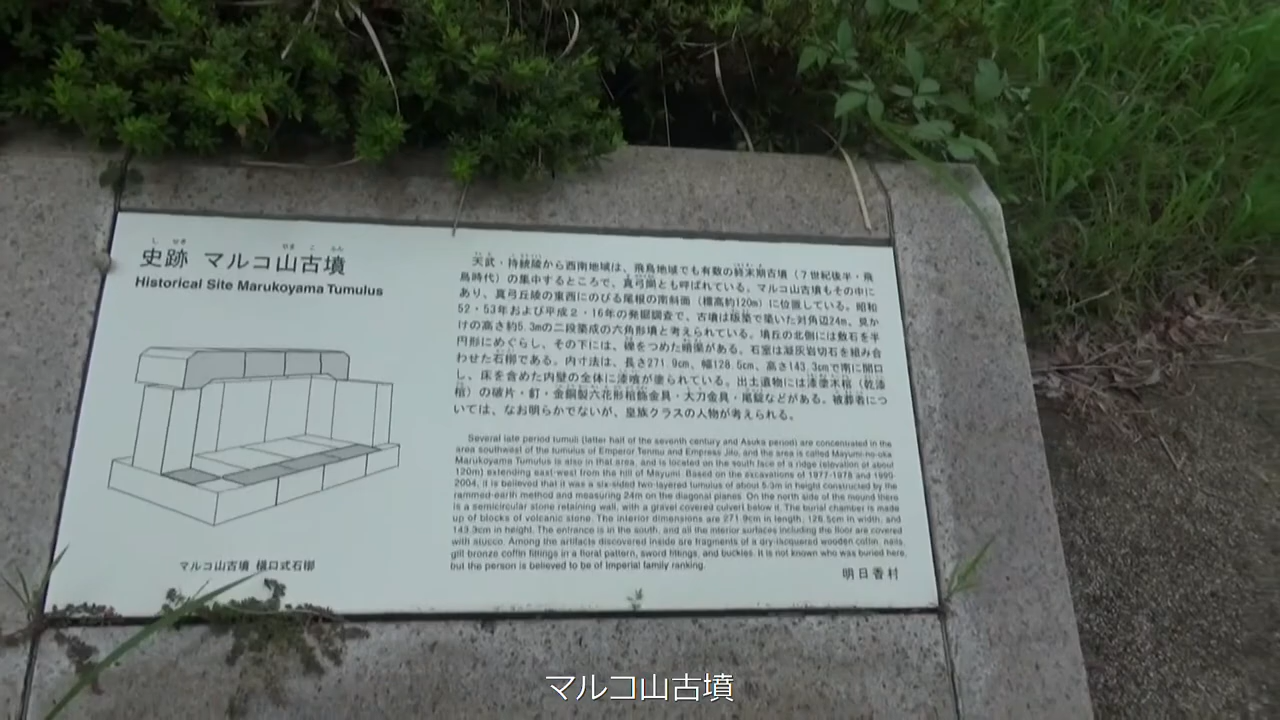 史跡 マルコ山古墳
Historical Site Marukoyama Tumulus
天武・持統陵から西南地域は、飛鳥地域でも有数の終末期古墳（７世紀後半・飛
鳥時代）の集中するところで、真弓岡とも呼ばれている。マルコ山古墳もその中に
あり、真弓丘陵の東西にのびる尾根の南斜面（標高約120m）に位置している。昭和
52・53年および平成２・16年の発掘調査で、古墳は版築で築いた対角辺24m、見か
けの高さ約5.3mの二段築成の六角形墳と考えられている。墳丘の北側には敷石を半
円形にめぐらし、その下には、礫をつめた暗渠がある。石室は凝灰岩切石を組み合
わせた石槨である。内寸法は、長さ271.9cm、幅128.5cm、高さ143.3cmで南に開口
し、床を含めた内壁の全体に漆喰が塗られている。出土遺物には漆塗木棺（乾漆
棺）の破片・釘・金銅製六花形棺飾金具・大刀金具・尾錠などがある。被葬者につ
いては、なお明らかでないが、皇族クラスの人物が考えられる。
Several late period tumuli (latter half of the seventh century and Asuka period) are concentrated in the
area southwest of the tumulus of Emperor Tenmu and Empress Jito, and the area is called Mayumi-no-oka.
Marukoyama Tumulus is also in that area, and is located on the south face of a ridge (elevation of about
120m) extending east-west from the hill of Mayumi. Based on the excavations of 1977-1978 and 1990-
2004, it is believed that it was a six-sided two-layered tumulus of about 5.3m in height constructed by the
rammed-earth method and measuring 24m on the diagonal planes. On the north side of the mound there
is a semicircular stone retaining wall, with a gravel covered culvert below it. The burial chamber is made
up of blocks of volcanic stone. The interior dimensions are 271.9cm in length, 128.5cm in width, and
143.3cm in height. The entrance is in the south, and all the interior surfaces including the floor are covered
with stucco. Among the artifacts discovered inside are fragments of a dry-lacquered wooden coffin, nails,
gilt bronze coffin fittings in a floral pattern, sword fittings, and buckles. It is not known who was buried here,
but the person is believed to be of Imperial family ranking.
マルコ山古墳 横口式石槨
明日香村
マルコ山古墳